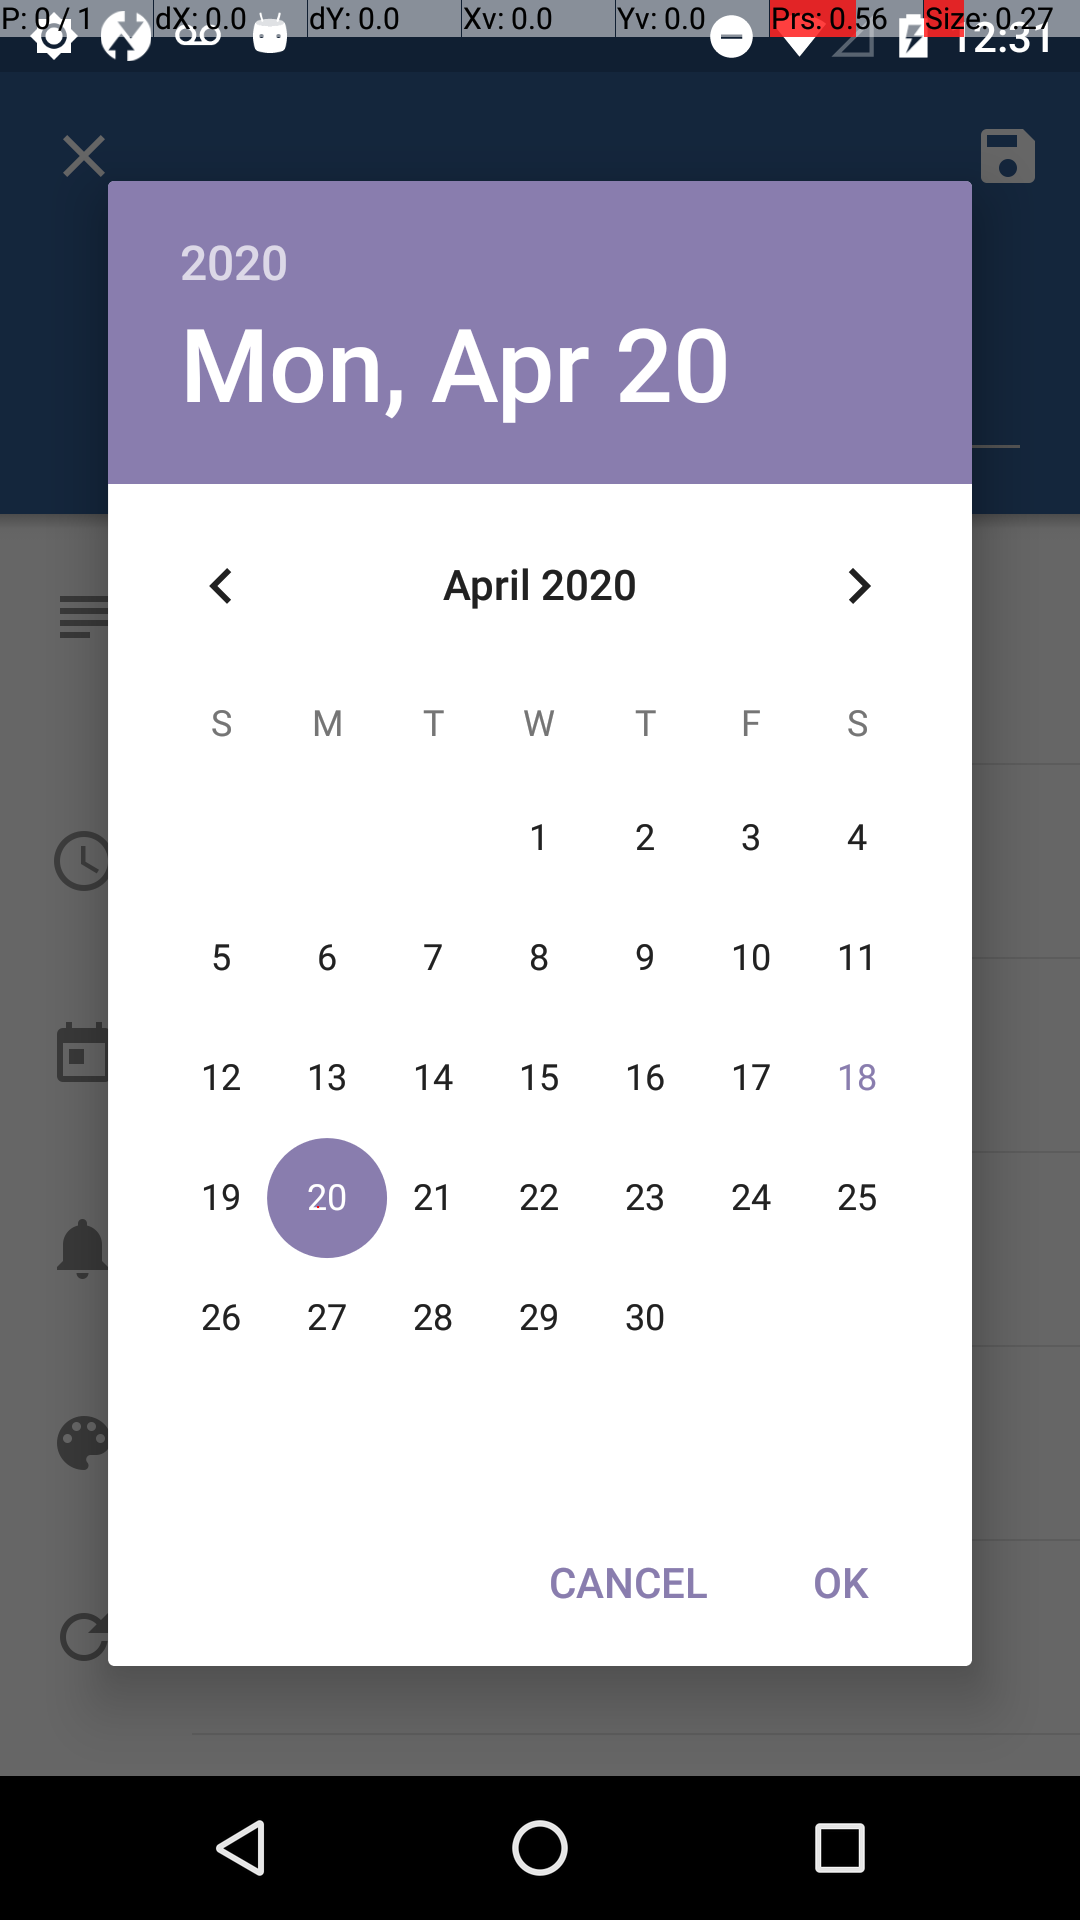 P: 0 / 1 dX: 0.0 dY: 0.0 Xv: 0.0 Yv: 0.0 Prs: 0.56 Size: 0.27
12:31
2020
Mon, Apr 20
April 2020
S M T W T F S
1 2 3 4
5 6 7 8 9 10 11
12 13 14 15 16 17 18
19 20 21 22 23 24 25
26 27 28 29 30
CANCEL OK